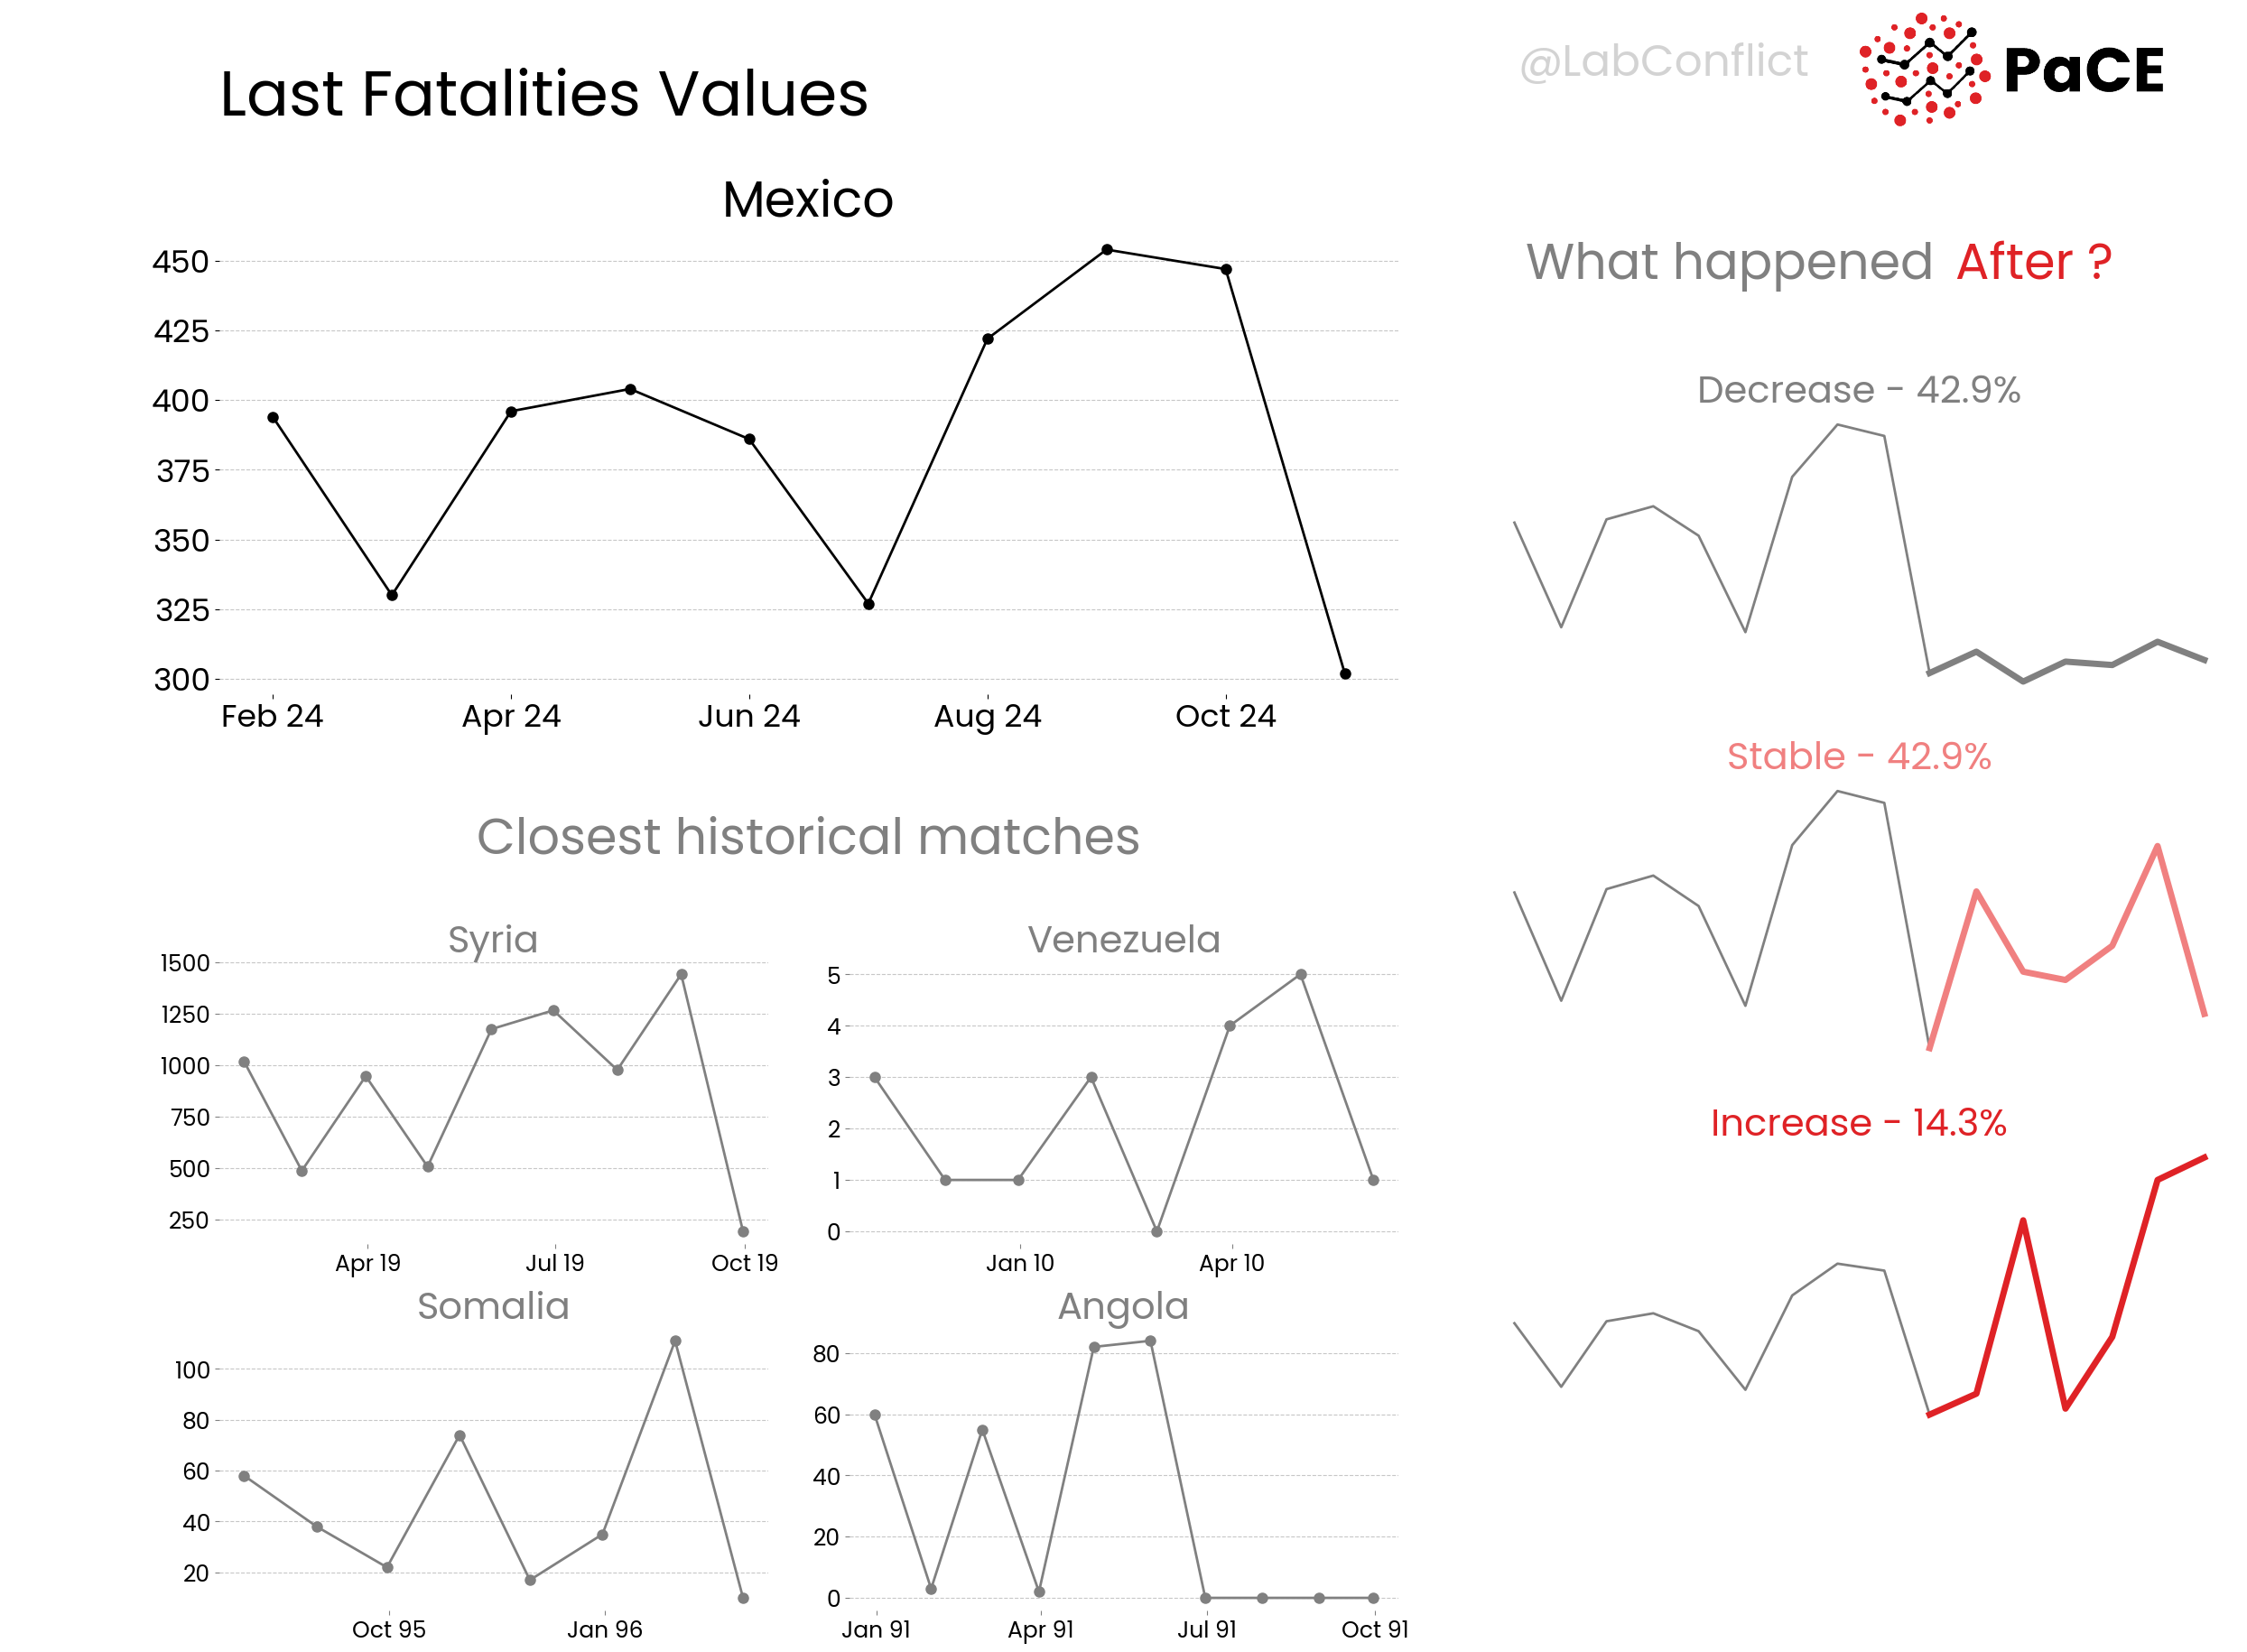 @LabConflict
PaCE
Last Fatalities Values
Mexico
450
425
400
375
350
325
300
Feb 24 Apr 24 Jun 24 Aug 24 Oct 24
What happened After ?
Decrease - 42.9%
Stable - 42.9%
Increase - 14.3%
Closest historical matches
Syria
1500
1250
1000
750
500
250
Apr 19 Jul 19 Oct 19
Venezuela
5
4
3
2
1
0
Jan 10 Apr 10
Somalia
100
80
60
40
20
Oct 95 Jan 96
Angola
80
60
40
20
0
Jan 91 Apr 91 Jul 91 Oct 91